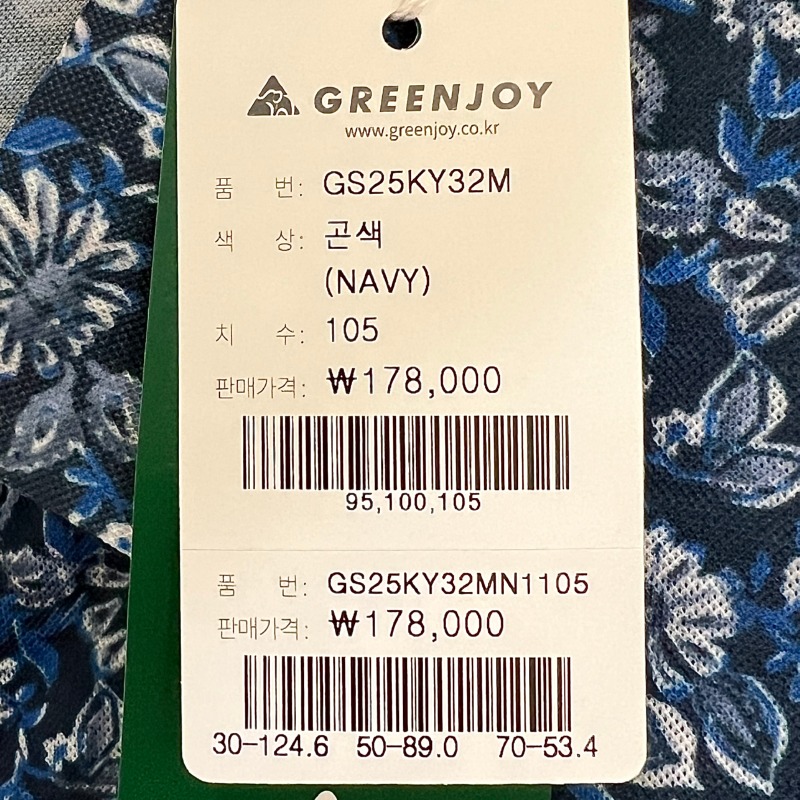 GREENJOY
www.greenjoy.co.kr
품 번: GS25KY32M
색 상: 곤색
(NAVY)
치 수: 105
판매가격: ₩178,000
95,100,105
품 번: GS25KY32MN1105
판매가격: ₩178,000
30-124.6 50-89.0 70-53.4